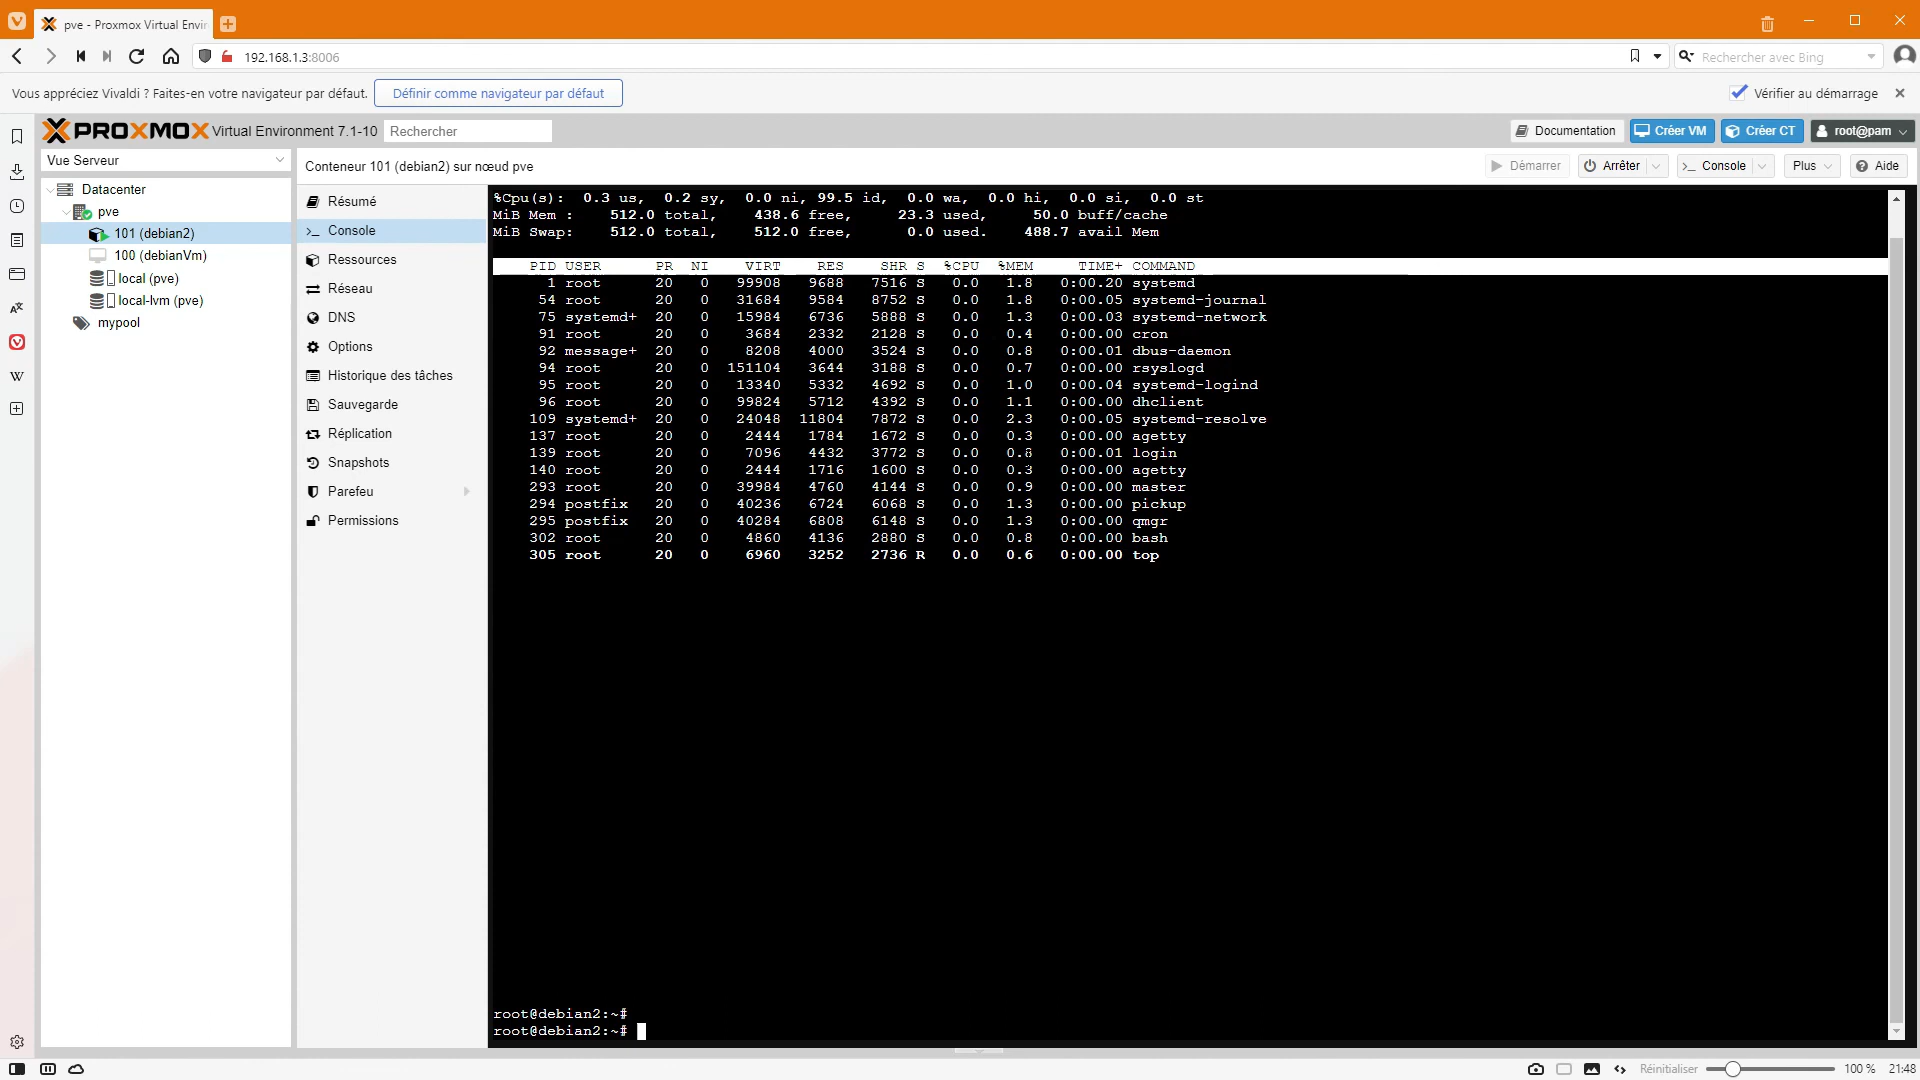 pve - Proxmox Virtual Envir
192.168.1.3:8006
Rechercher avec Bing
Vous appréciez Vivaldi ? Faites-en votre navigateur par défaut.
Définir comme navigateur par défaut
Vérifier au démarrage
PROXMOX Virtual Environment 7.1-10
Rechercher
Documentation
Créer VM
Créer CT
root@pam
Vue Serveur
Datacenter
pve
101 (debian2)
100 (debianVm)
local (pve)
local-lvm (pve)
mypool
Conteneur 101 (debian2) sur nœud pve
Démarrer
Arrêter
Console
Plus
Aide
Résumé
Console
Ressources
Réseau
DNS
Options
Historique des tâches
Sauvegarde
Réplication
Snapshots
Parefeu
Permissions
%Cpu(s):  0.3 us,  0.2 sy,  0.0 ni, 99.5 id,  0.0 wa,  0.0 hi,  0.0 si,  0.0 st
MiB Mem :    512.0 total,    438.6 free,     23.3 used,     50.0 buff/cache
MiB Swap:    512.0 total,    512.0 free,      0.0 used.    488.7 avail Mem
PID USER      PR  NI    VIRT    RES    SHR S  %CPU  %MEM     TIME+ COMMAND
1 root      20   0   99908   9688   7516 S   0.0   1.8   0:00.20 systemd
54 root      20   0   31684   9584   8752 S   0.0   1.8   0:00.05 systemd-journal
75 systemd+  20   0   15984   6736   5888 S   0.0   1.3   0:00.03 systemd-network
91 root      20   0    3684   2332   2128 S   0.0   0.4   0:00.00 cron
92 message+  20   0    8208   4000   3524 S   0.0   0.8   0:00.01 dbus-daemon
94 root      20   0  151104   3644   3188 S   0.0   0.7   0:00.00 rsyslogd
95 root      20   0   13340   5332   4692 S   0.0   1.0   0:00.04 systemd-logind
96 root      20   0   99824   5712   4392 S   0.0   1.1   0:00.00 dhclient
109 systemd+  20   0   24048  11804   7872 S   0.0   2.3   0:00.05 systemd-resolve
137 root      20   0    2444   1784   1672 S   0.0   0.3   0:00.00 agetty
139 root      20   0    7096   4432   3772 S   0.0   0.8   0:00.01 login
140 root      20   0    2444   1716   1600 S   0.0   0.3   0:00.00 agetty
293 root      20   0   39984   4760   4144 S   0.0   0.9   0:00.00 master
294 postfix   20   0   40236   6724   6068 S   0.0   1.3   0:00.00 pickup
295 postfix   20   0   40284   6808   6148 S   0.0   1.3   0:00.00 qmgr
302 root      20   0    4860   4136   2880 S   0.0   0.8   0:00.00 bash
305 root      20   0    6960   3252   2736 R   0.0   0.6   0:00.00 top
root@debian2:~#
root@debian2:~#
Réinitialiser
100 %
21:48